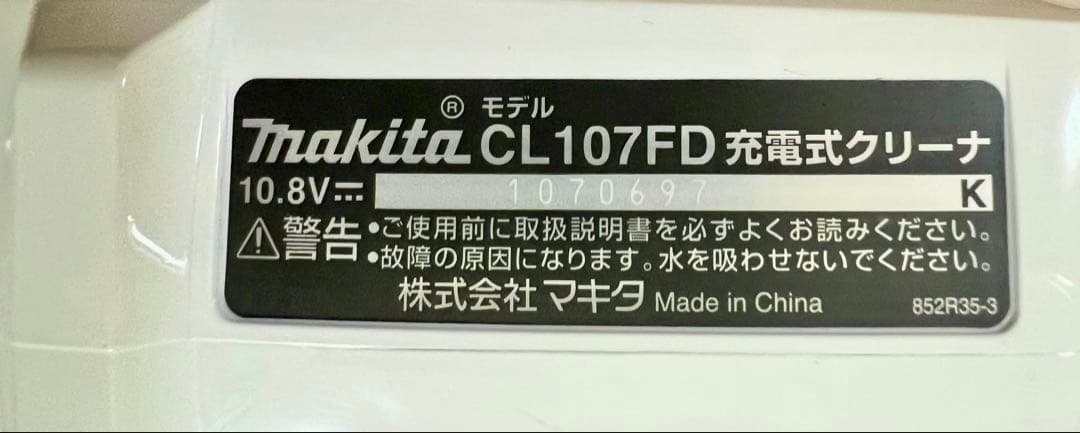 ® モデル
makita CL107FD 充電式クリーナ
10.8V⎓ 1070697 K
⚠警告 •ご使用前に取扱説明書を必ずよくお読みください。
•故障の原因になります。水を吸わせないでください。
株式会社 マキタ Made in China 852R35-3